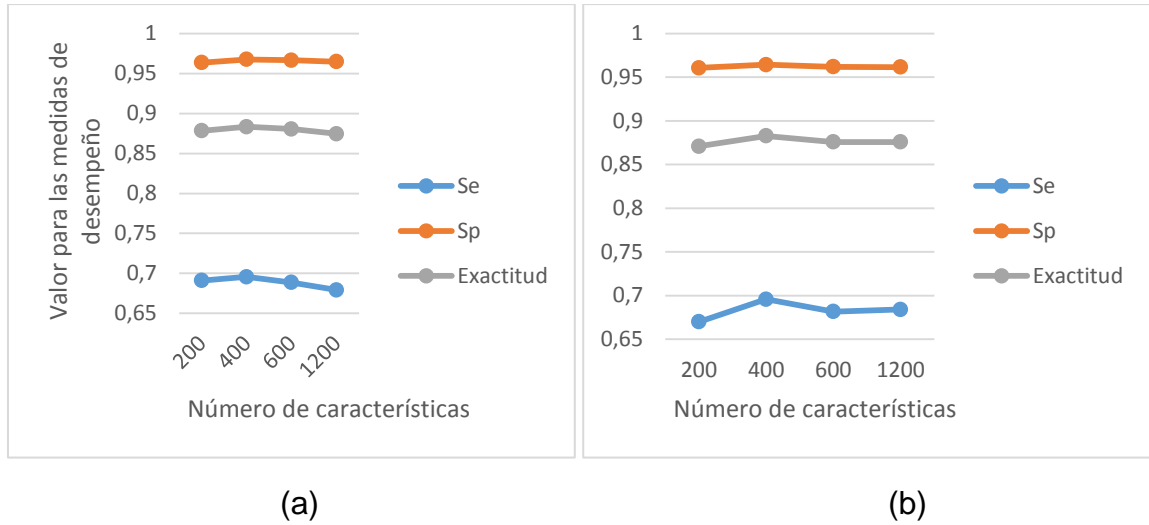 Valor para las medidas de
desempeño
1
0,95
0,9
0,85
0,8
0,75
0,7
0,65
200
400
600
1200
Número de características
Se
Sp
Exactitud
(a)
1
0,95
0,9
0,85
0,8
0,75
0,7
0,65
200 400 600 1200
Número de características
Se
Sp
Exactitud
(b)